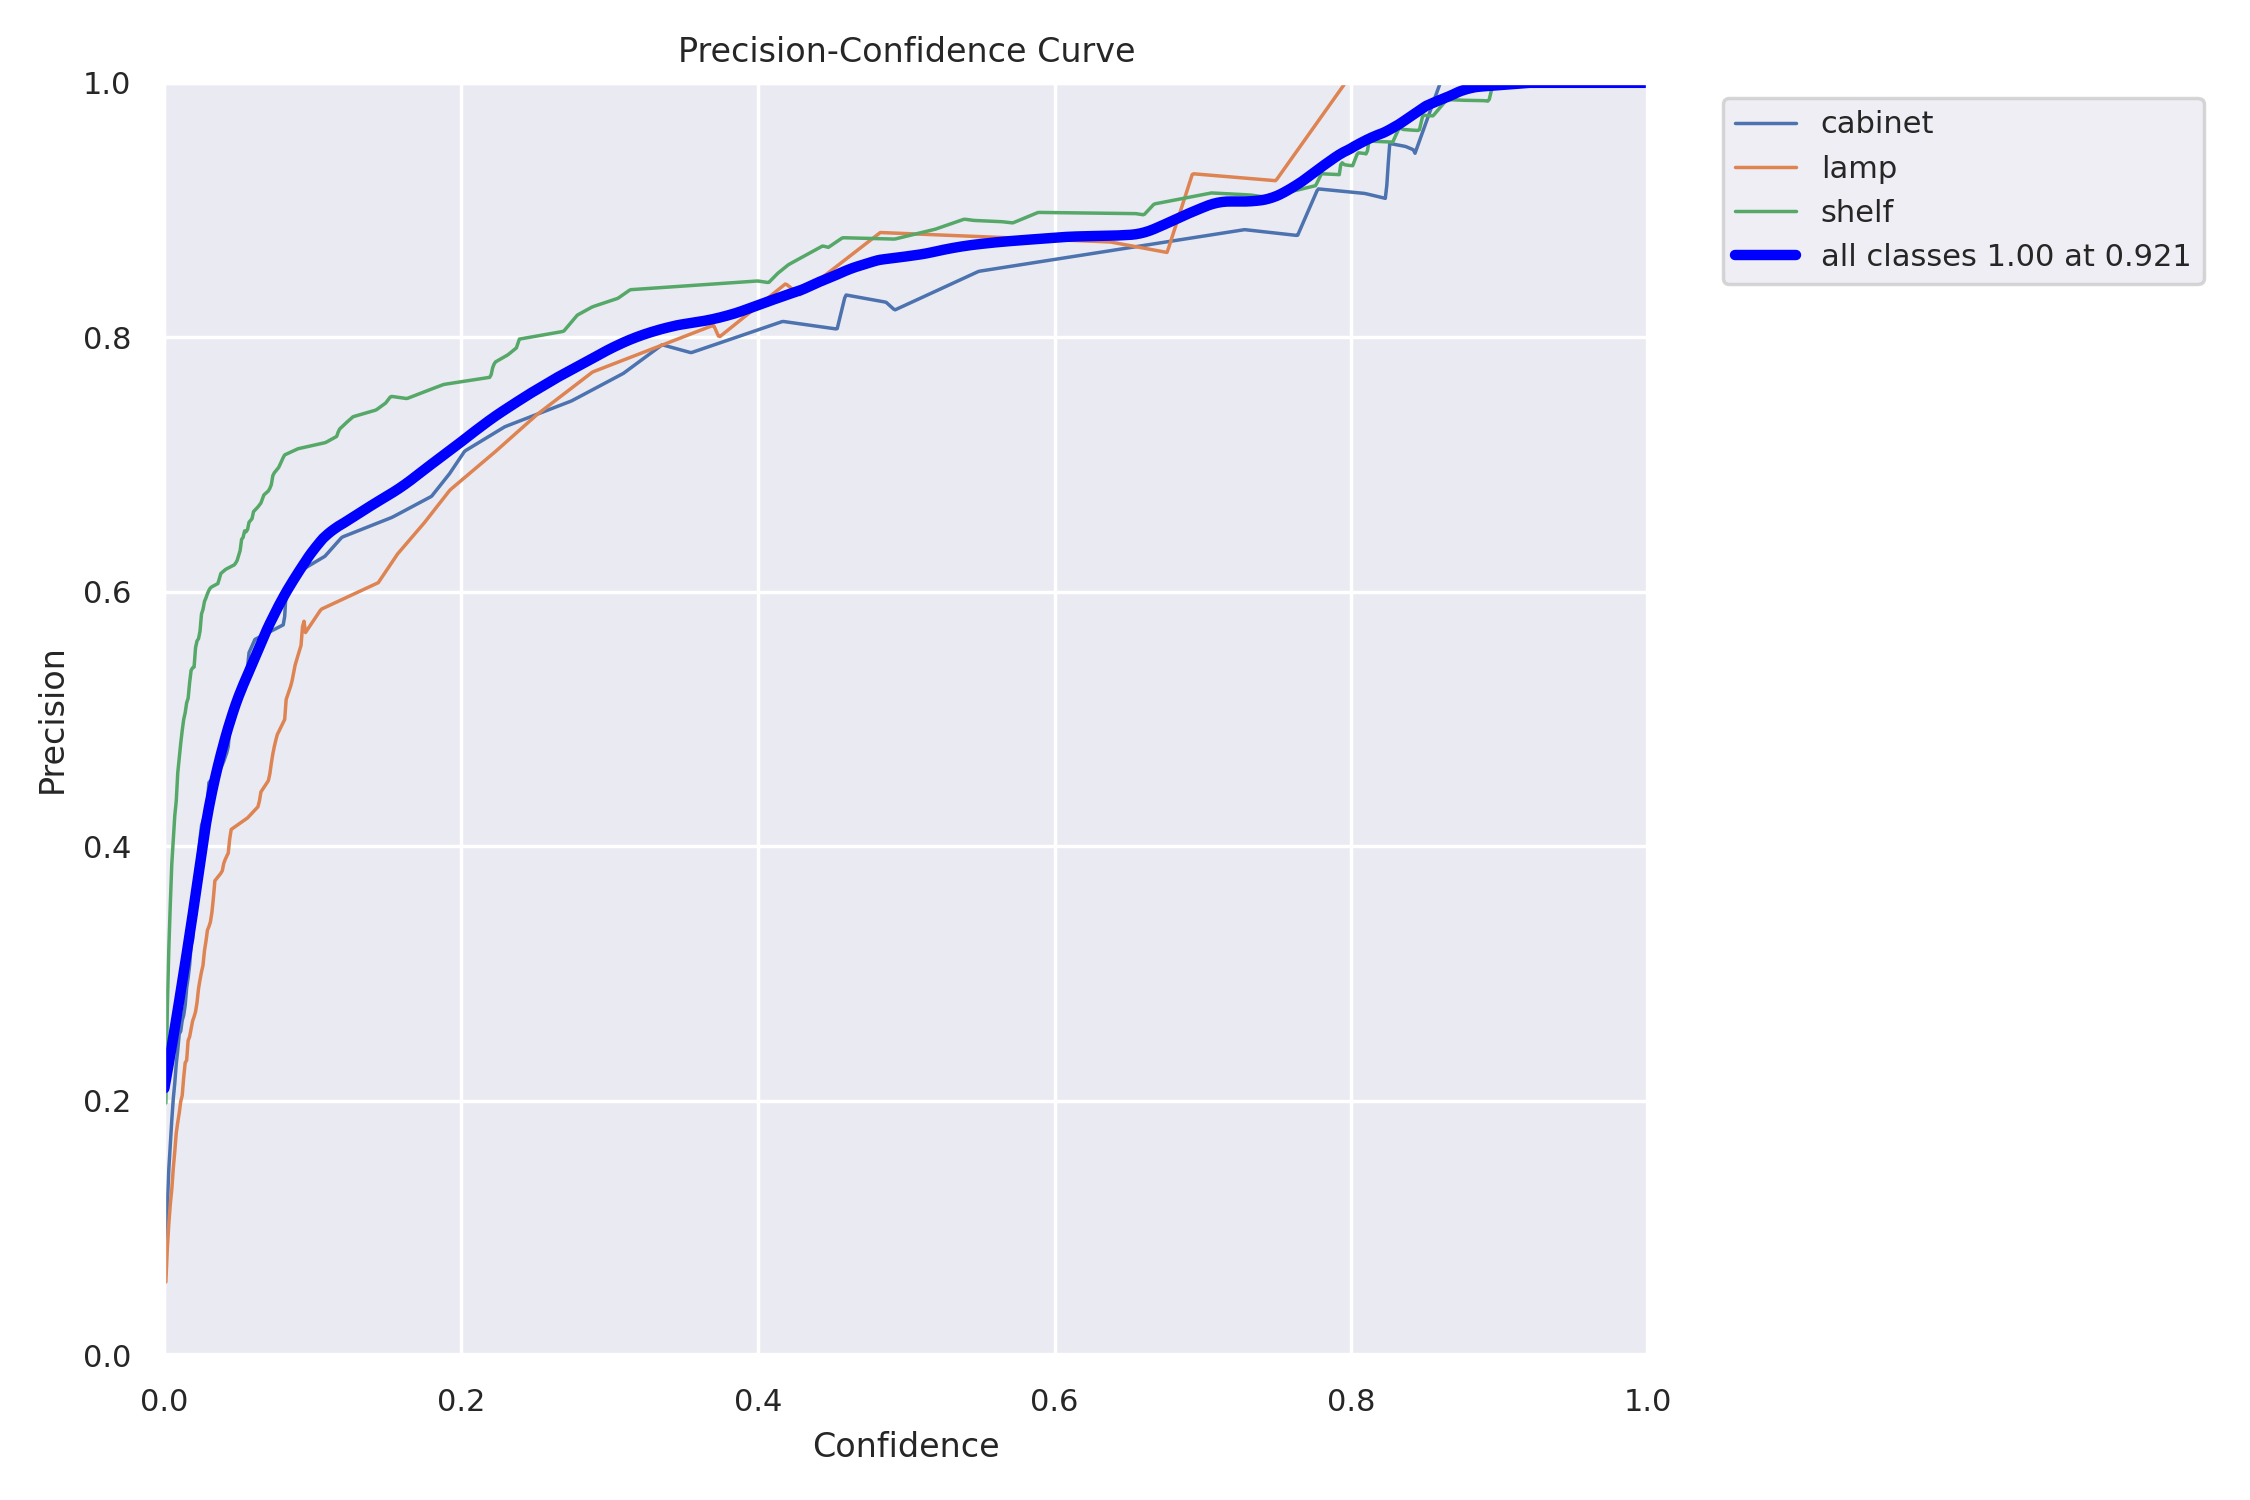 Precision-Confidence Curve
1.0
0.8
0.6
0.4
0.2
0.0
Precision
0.0 0.2 0.4 0.6 0.8 1.0
Confidence
cabinet
lamp
shelf
all classes 1.00 at 0.921